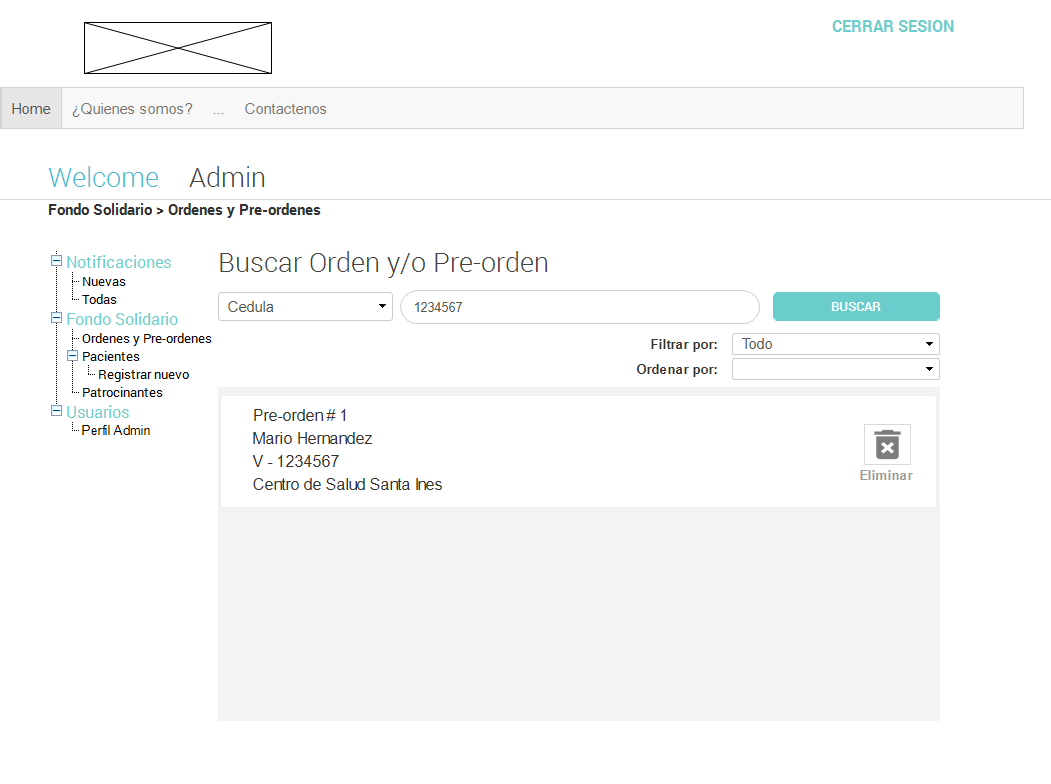 CERRAR SESION
Home ¿Quienes somos? ... Contactenos
Welcome Admin
Fondo Solidario > Ordenes y Pre-ordenes
Notificaciones
Nuevas
Todas
Fondo Solidario
Ordenes y Pre-ordenes
Pacientes
Registrar nuevo
Patrocinantes
Usuarios
Perfil Admin
Buscar Orden y/o Pre-orden
Cedula 1234567 BUSCAR
Filtrar por: Todo
Ordenar por:
Pre-orden # 1
Mario Hernandez
V - 1234567
Centro de Salud Santa Ines
Eliminar